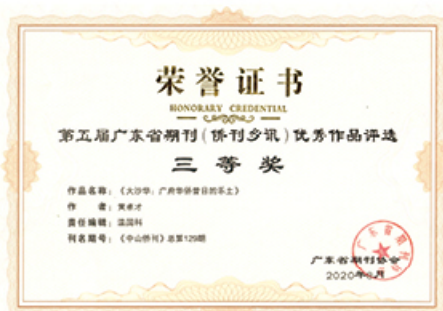 荣誉证书
HONORARY CREDENTIAL
第五届广东省期刊(侨刊乡讯)优秀作品评选
三等奖
作品名称:《大沙华:广府华侨昔日的乐土》
作 者:黄卓才
责任编辑:温国科
刊名期号:《中山侨刊》总第129期
广东省期刊协会
2020年8月